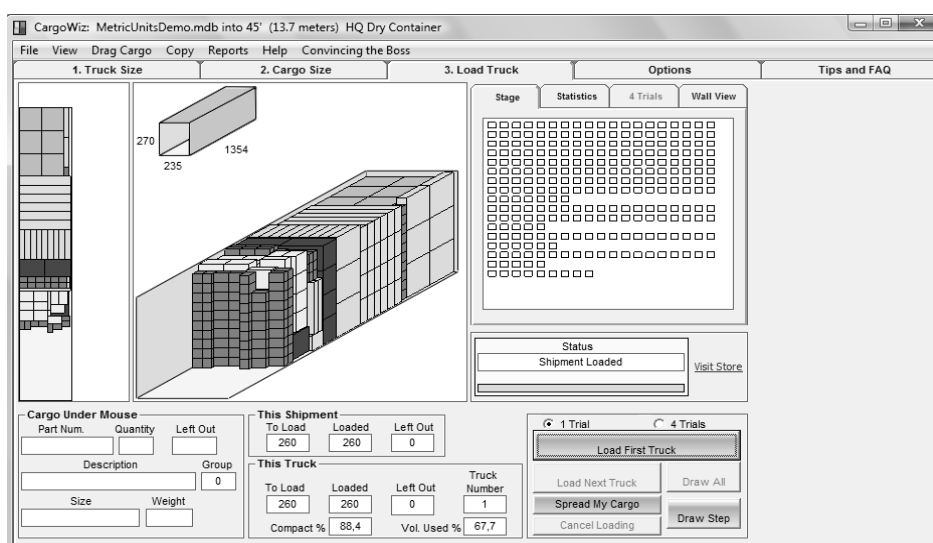 CargoWiz: MetricUnitsDemo.mdb into 45' (13.7 meters) HQ Dry Container
File View Drag Cargo Copy Reports Help Convincing the Boss
1. Truck Size 2. Cargo Size 3. Load Truck Options Tips and FAQ
Stage Statistics 4 Trials Wall View
270
235
1354
Status
Shipment Loaded
Visit Store
Cargo Under Mouse
Part Num. Quantity Left Out
Description Group
0
Size Weight
This Shipment
To Load Loaded Left Out
260 260 0
This Truck
To Load Loaded Left Out Truck Number
260 260 0 1
Compact % 88,4 Vol. Used % 67,7
1 Trial 4 Trials
Load First Truck
Load Next Truck Draw All
Spread My Cargo
Cancel Loading Draw Step